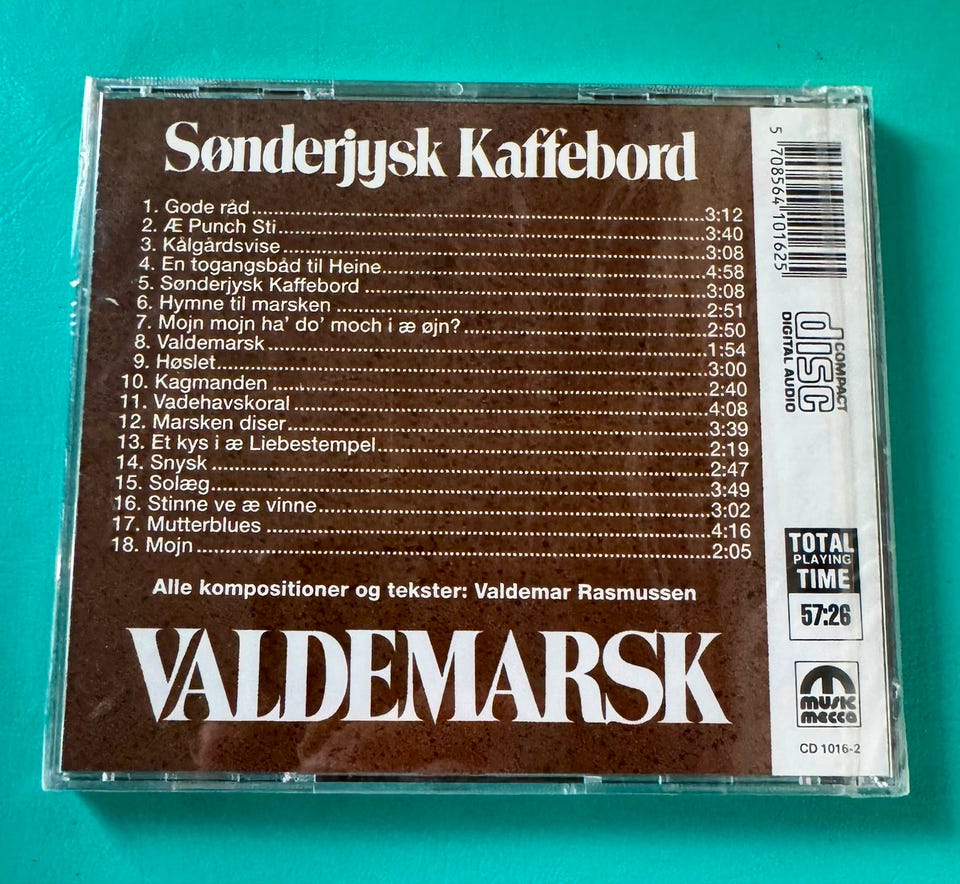 Sønderjysk Kaffebord
1. Gode råd 3:12
2. Æ Punch Sti 3:40
3. Kålgårdsvise 3:08
4. En togangsbåd til Heine 4:58
5. Sønderjysk Kaffebord 3:08
6. Hymne til marsken 2:51
7. Mojn mojn ha' do' moch i æ øjn? 2:50
8. Valdemarsk 1:54
9. Høslet 3:00
10. Kagmanden 2:40
11. Vadehavskoral 4:08
12. Marsken diser 3:39
13. Et kys i æ Liebestempel 2:19
14. Snysk 2:47
15. Solæg 3:49
16. Stinne ve æ vinne 3:02
17. Mutterblues 4:16
18. Mojn 2:05
Alle kompositioner og tekster: Valdemar Rasmussen
VALDEMARSK
5 708564 101625
COMPACT
disc
DIGITAL AUDIO
TOTAL
PLAYING
TIME
57:26
music
mecca
CD 1016-2